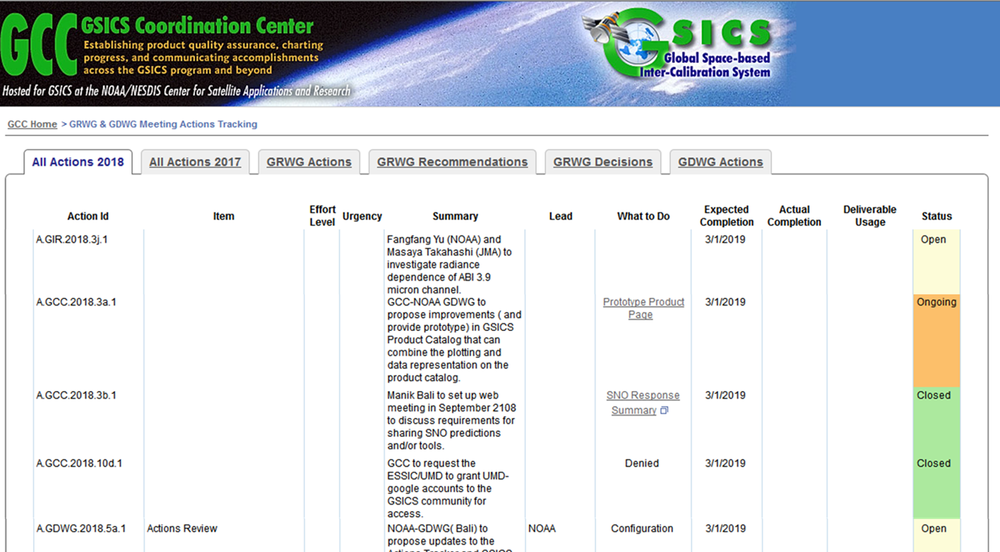 GCC GSICS Coordination Center
Establishing product quality assurance, charting
progress, and communicating accomplishments
across the GSICS program and beyond
Hosted for GSICS at the NOAA/NESDIS Center for Satellite Applications and Research
GSICS
Global Space-based
Inter-Calibration System
GCC Home > GRWG & GDWG Meeting Actions Tracking
All Actions 2018 All Actions 2017 GRWG Actions GRWG Recommendations GRWG Decisions GDWG Actions
Action Id Item Effort Level Urgency Summary Lead What to Do Expected Completion Actual Completion Deliverable Usage Status
A.GIR.2018.3j.1 Fangfang Yu (NOAA) and 3/1/2019 Open
Masaya Takahashi (JMA) to
investigate radiance
dependence of ABI 3.9
micron channel.
A.GCC.2018.3a.1 GCC-NOAA GDWG to Prototype Product 3/1/2019 Ongoing
propose improvements ( and Page
provide prototype) in GSICS
Product Catalog that can
combine the plotting and
data representation on the
product catalog.
A.GCC.2018.3b.1 Manik Bali to set up web SNO Response 3/1/2019 Closed
meeting in September 2108 Summary
to discuss requirements for
sharing SNO predictions
and/or tools.
A.GCC.2018.10d.1 GCC to request the Denied 3/1/2019 Closed
ESSIC/UMD to grant UMD-
google accounts to the
GSICS community for
access.
A.GDWG.2018.5a.1 Actions Review NOAA-GDWG( Bali) to NOAA Configuration 3/1/2019 Open
propose updates to the
Actions Tracker and GSICS